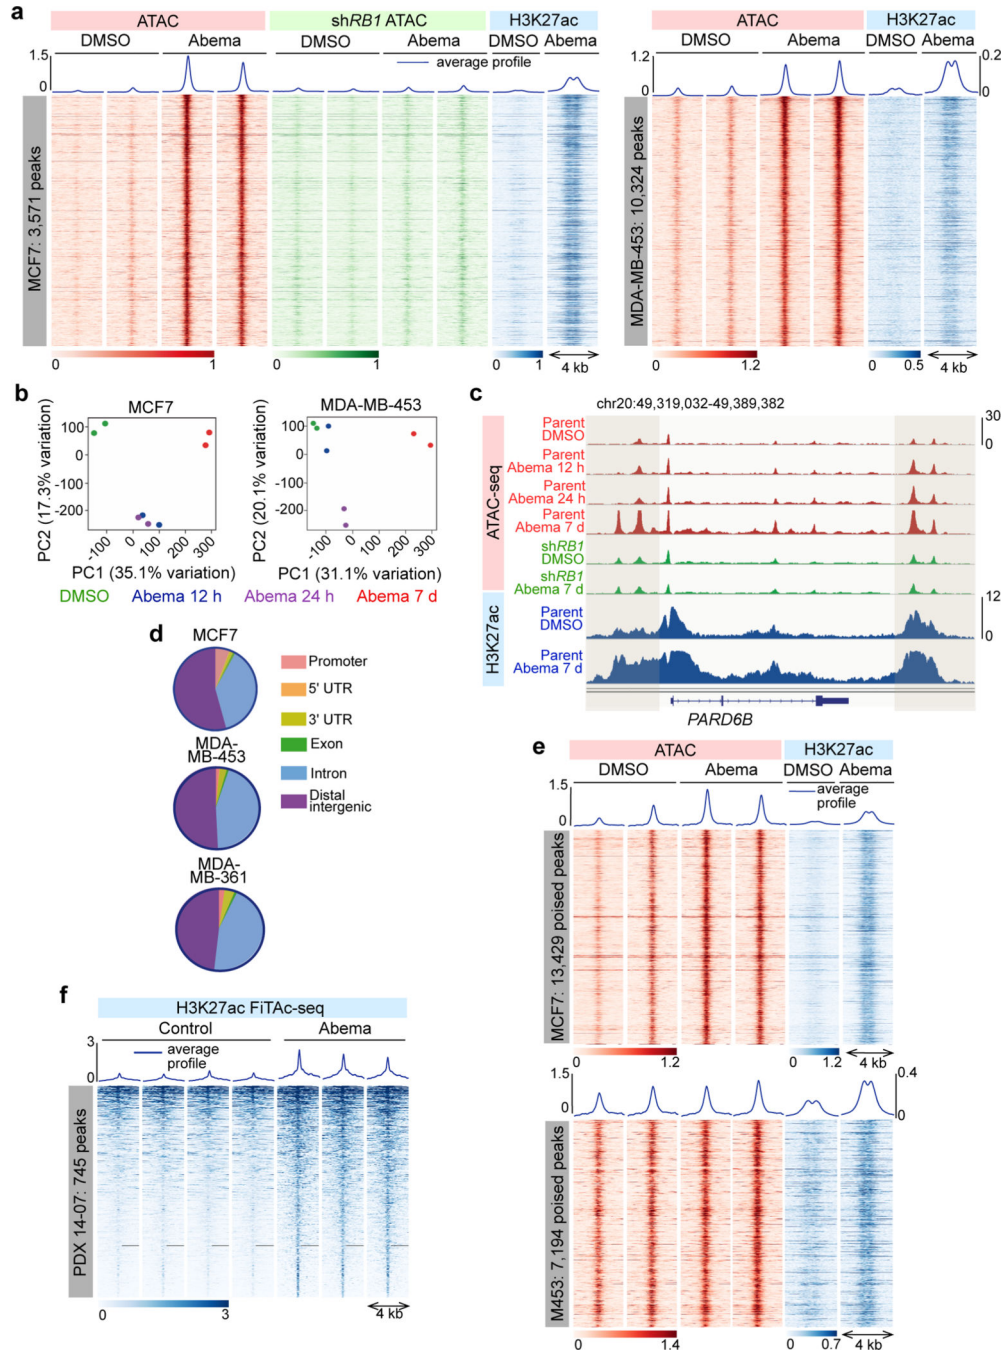 a
ATAC
shRB1 ATAC
H3K27ac
DMSO
Abema
DMSO
Abema
DMSO
Abema
1.5
0
average profile
MCF7: 3,571 peaks
0
1
0
1
0
1
4 kb
ATAC
H3K27ac
DMSO
Abema
DMSO
Abema
1.2
0
0.2
0
MDA-MB-453: 10,324 peaks
0
1.2
0
0.5
4 kb
b
MCF7
MDA-MB-453
PC2 (17.3% variation)
100
0
-100
-200
-100
0
100
200
300
PC1 (35.1% variation)
PC2 (20.1% variation)
100
0
-100
-200
-100
0
100
200
300
PC1 (31.1% variation)
DMSO
Abema 12 h
Abema 24 h
Abema 7 d
c
chr20:49,319,032-49,389,382
ATAC-seq
Parent
DMSO
30
0
Parent
Abema 12 h
Parent
Abema 24 h
Parent
Abema 7 d
shRB1
DMSO
shRB1
Abema 7 d
H3K27ac
Parent
DMSO
12
0
Parent
Abema 7 d
PARD6B
d
MCF7
MDA-
MB-453
MDA-
MB-361
Promoter
5' UTR
3' UTR
Exon
Intron
Distal
intergenic
e
ATAC
H3K27ac
DMSO
Abema
DMSO
Abema
1.5
0
average
profile
MCF7: 13,429 poised peaks
0
1.2
0
1.2
4 kb
1.5
0
0.4
0
M453: 7,194 poised peaks
0
1.4
0
0.7
4 kb
f
H3K27ac FiTAc-seq
Control
Abema
3
0
average
profile
PDX 14-07: 745 peaks
0
3
4 kb